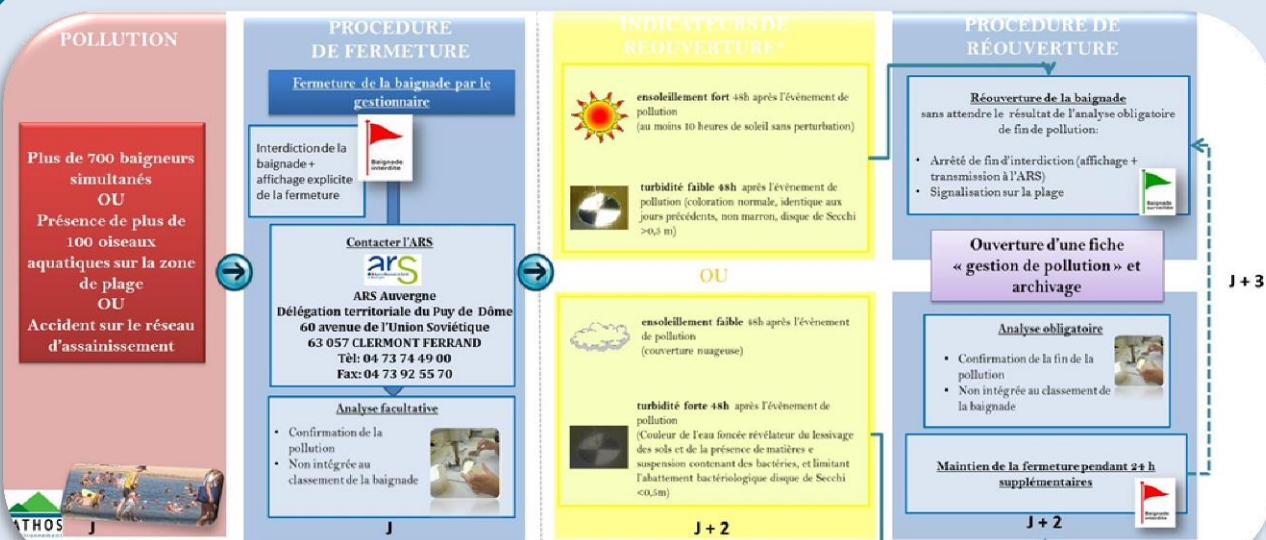 POLLUTION
Plus de 700 baigneurs
simultanés
OU
Présence de plus de
100 oiseaux
aquatiques sur la zone
de plage
OU
Accident sur le réseau
d'assainissement
ATHOS
J
PROCEDURE
DE FERMETURE
Fermeture de la baignade par le
gestionnaire
Interdiction de la
baignade +
affichage explicite
de la fermeture
Baignade
interdite
Contacter l'ARS
ars
ARS Auvergne
Délégation territoriale du Puy de Dôme
60 avenue de l'Union Soviétique
63 057 CLERMONT FERRAND
Tèl: 04 73 74 49 00
Fax: 04 73 92 55 70
Analyse facultative
• Confirmation de la
pollution
• Non intégrée au
classement de la baignade
J
INDICATEURS DE
REOUVERTURE*
ensoleillement fort 48h après l'évènement de
pollution
(au moins 10 heures de soleil sans perturbation)
turbidité faible 48h après l'évènement de
pollution (coloration normale, identique aux
jours précédents, non marron, disque de Secchi
>0,5 m)
OU
ensoleillement faible 48h après l'évènement
de pollution
(couverture nuageuse)
turbidité forte 48h après l'évènement de
pollution
(Couleur de l'eau foncée révélateur du lessivage
des sols et de la présence de matières e
suspension contenant des bactéries, et limitant
l'abattement bactériologique disque de Secchi
<0,5m)
J + 2
PROCEDURE DE
RÉOUVERTURE
Réouverture de la baignade
sans attendre le résultat de l'analyse obligatoire
de fin de pollution:
• Arrêté de fin d'interdiction (affichage +
transmission à l'ARS)
• Signalisation sur la plage
Baignade
surveillée
Ouverture d'une fiche
« gestion de pollution » et
archivage
Analyse obligatoire
• Confirmation de la fin de la
pollution
• Non intégrée au classement de
la baignade
Maintien de la fermeture pendant 24 h
supplémentaires
Baignade
interdite
J + 2
J + 3